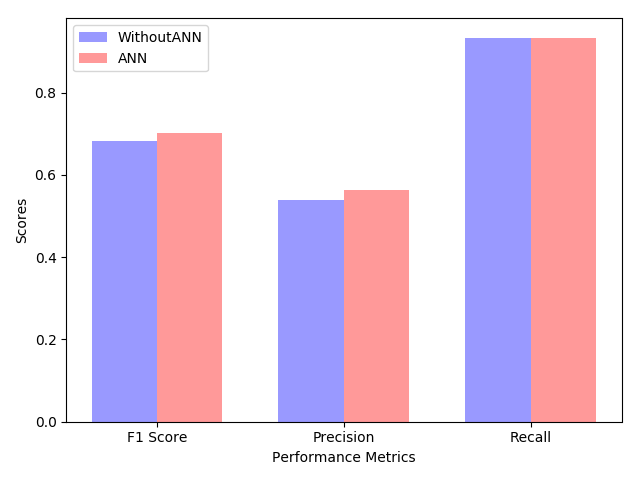 WithoutANN
ANN
0.8
0.6
0.4
0.2
0.0
Scores
F1 Score
Precision
Recall
Performance Metrics